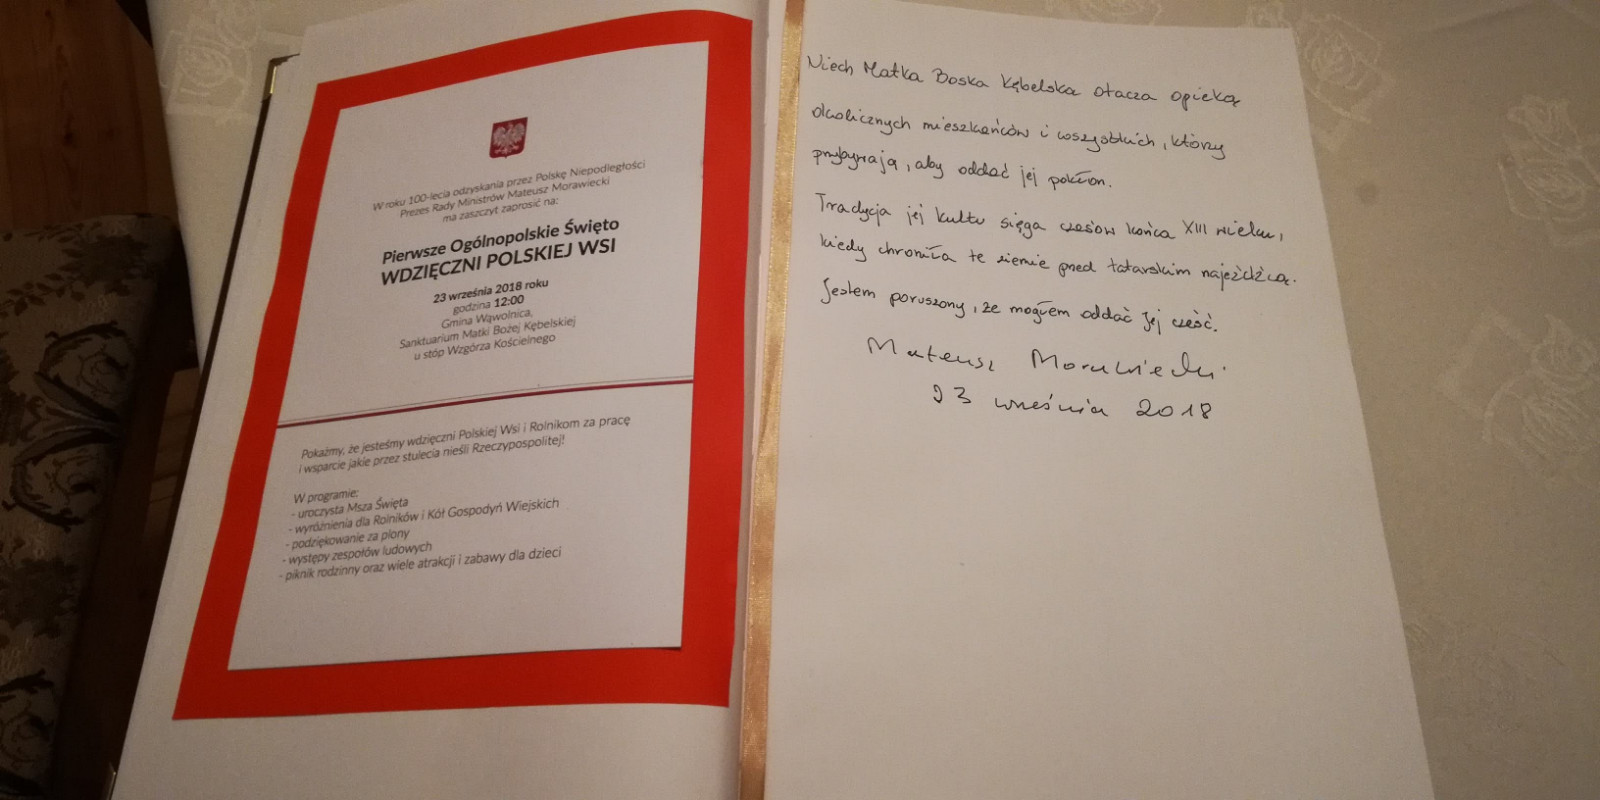 W roku 100-lecia odzyskania przez Polskę Niepodległości
Prezes Rady Ministrów Mateusz Morawiecki
ma zaszczyt zaprosić na:
Pierwsze Ogólnopolskie Święto
WDZIĘCZNI POLSKIEJ WSI
23 września 2018 roku
godzina 12:00
Gmina Wąwolnica,
Sanktuarium Matki Bożej Kębelskiej
u stóp Wzgórza Kościelnego
Pokażmy, że jesteśmy wdzięczni Polskiej Wsi i Rolnikom za pracę
i wsparcie jakie przez stulecia nieśli Rzeczypospolitej!
W programie:
- uroczysta Msza Święta
- wyróżnienia dla Rolników i Kół Gospodyń Wiejskich
- podziękowanie za plony
- występy zespołów ludowych
- piknik rodzinny oraz wiele atrakcji i zabawy dla dzieci
Niech Matka Boska Kębelska otacza opieką
okolicznych mieszkańców i wszystkich, którzy
przybywają, aby oddać jej pokłon.
Tradycja jej kultu sięga czasów końca XIII wieku,
kiedy chroniła te ziemie przed tatarskim najeźdźcą.
Jestem poruszony, że mogłem oddać Jej cześć.
Mateusz Morawiecki
23 września 2018